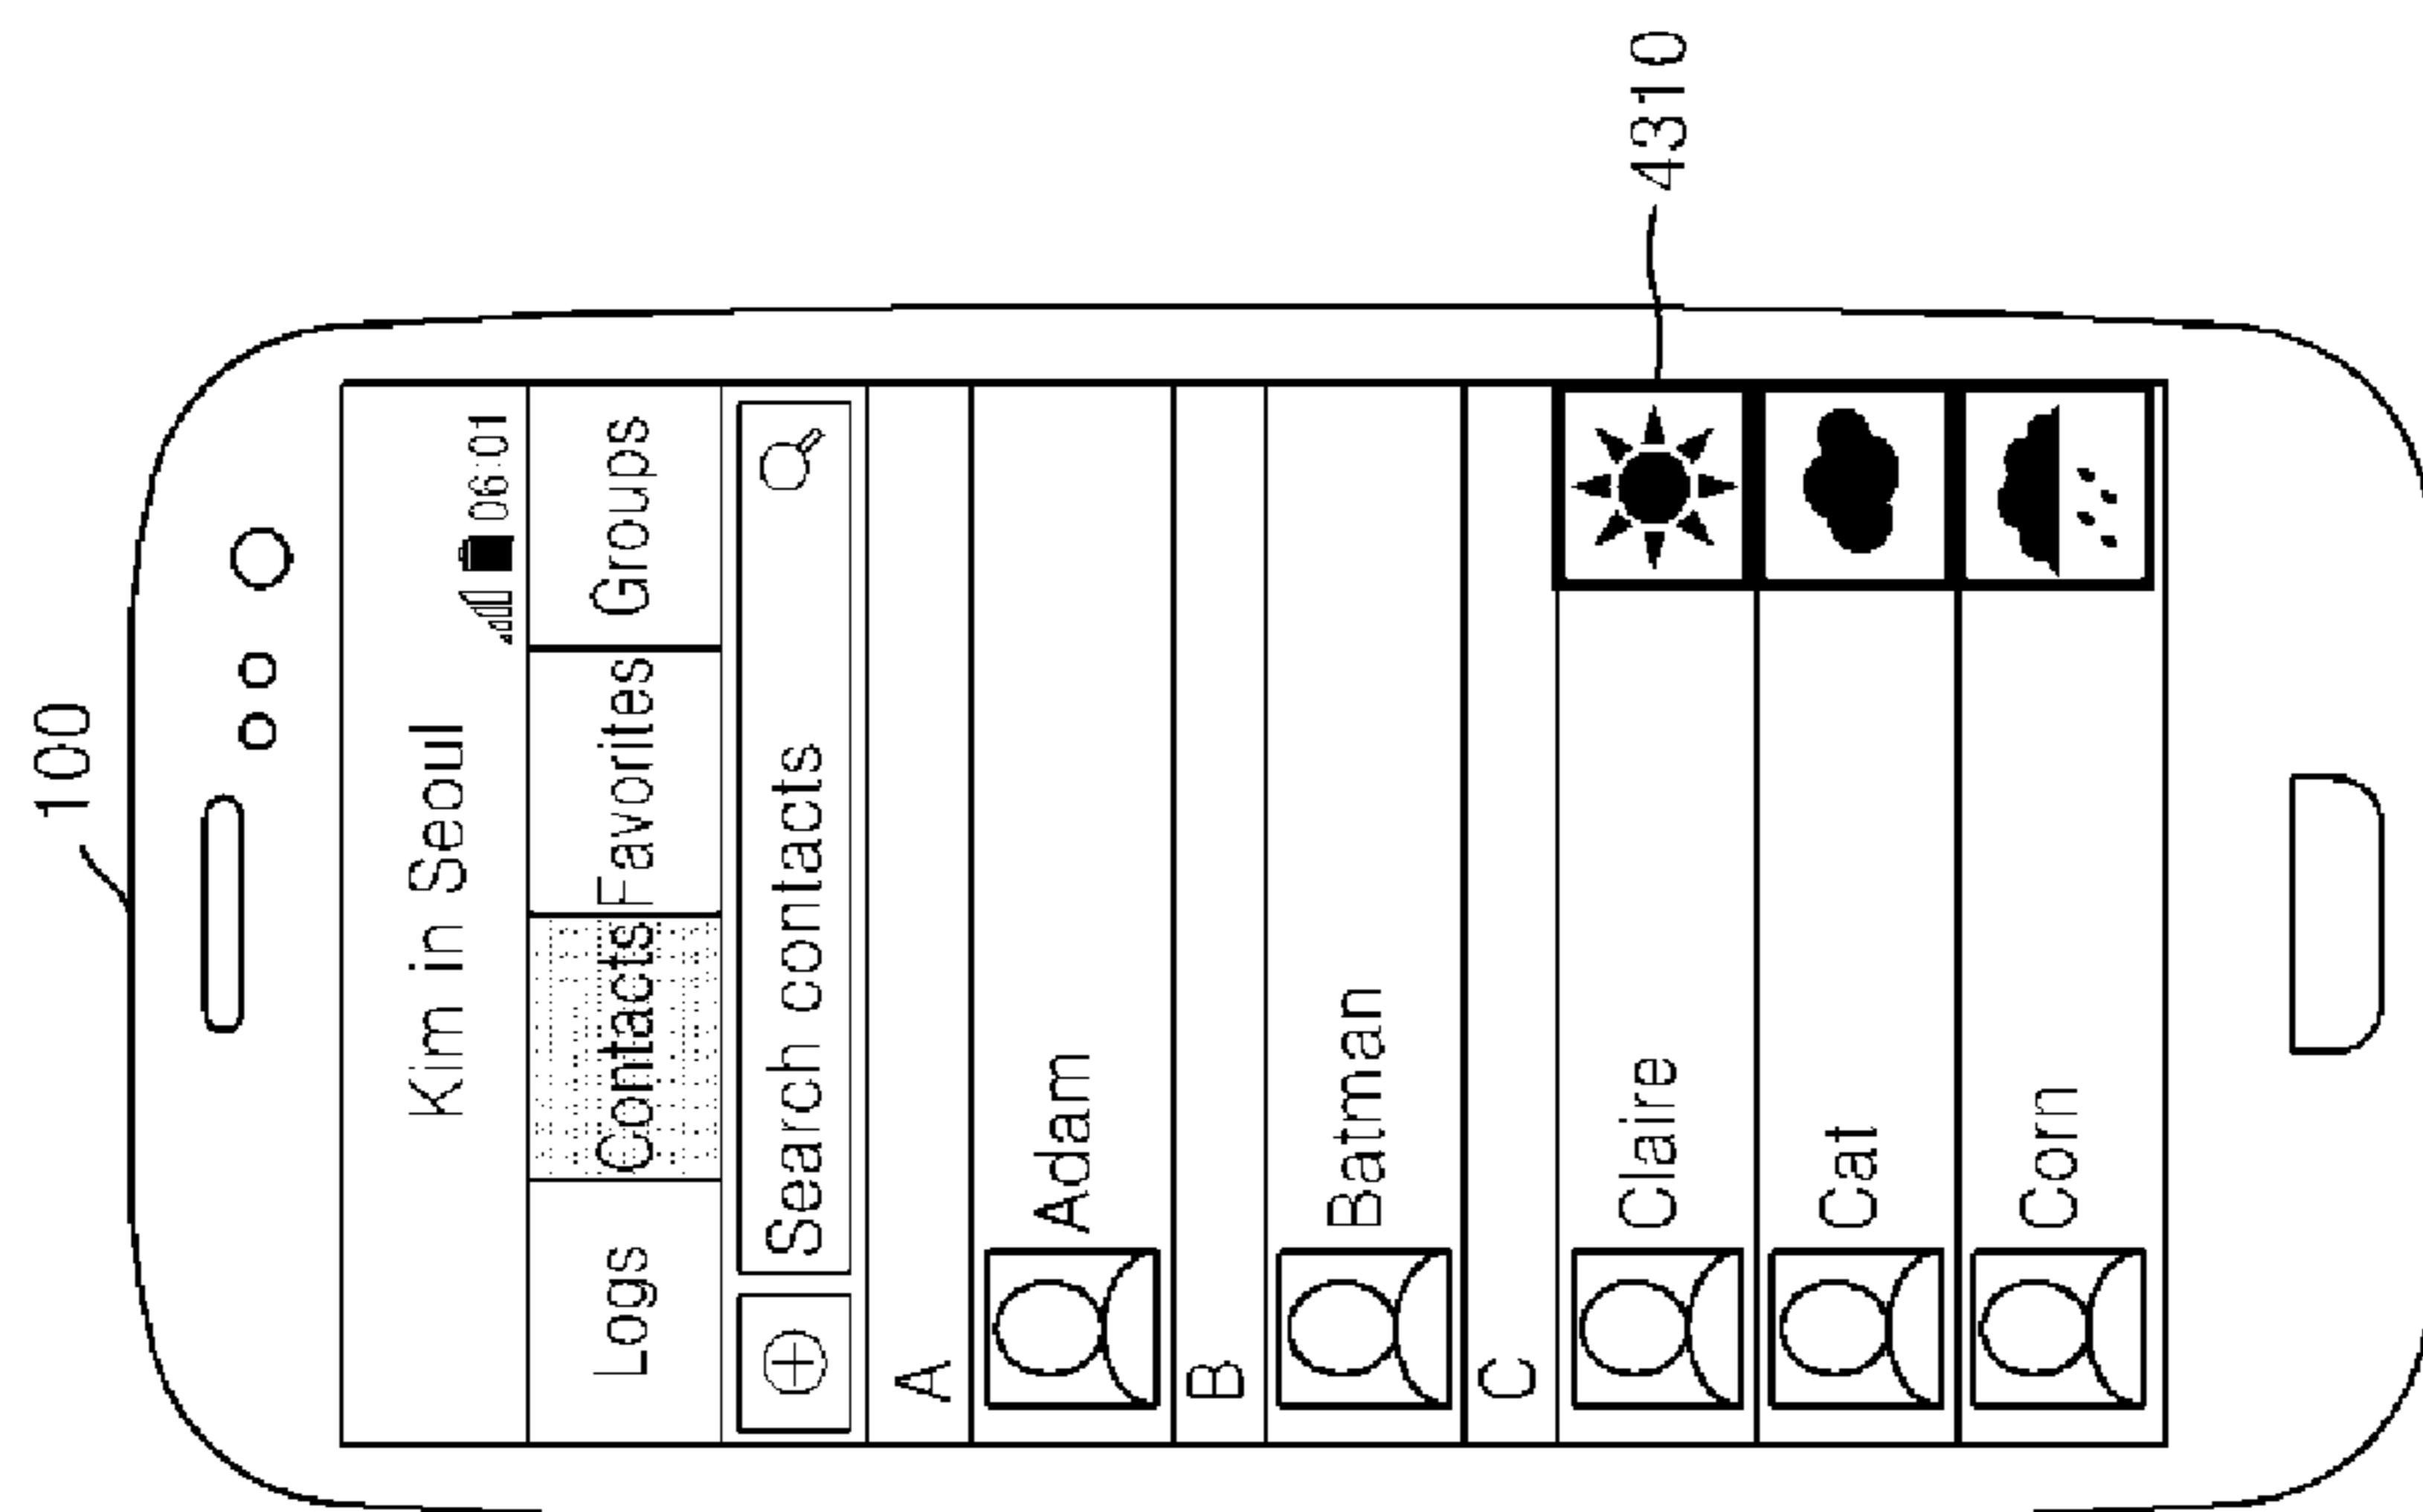 100
Kim in Seoul
06:01
Logs Contacts Favorites Groups
Search contacts
A
Adam
B
Batman
C
Claire
4310
Cat
Corn